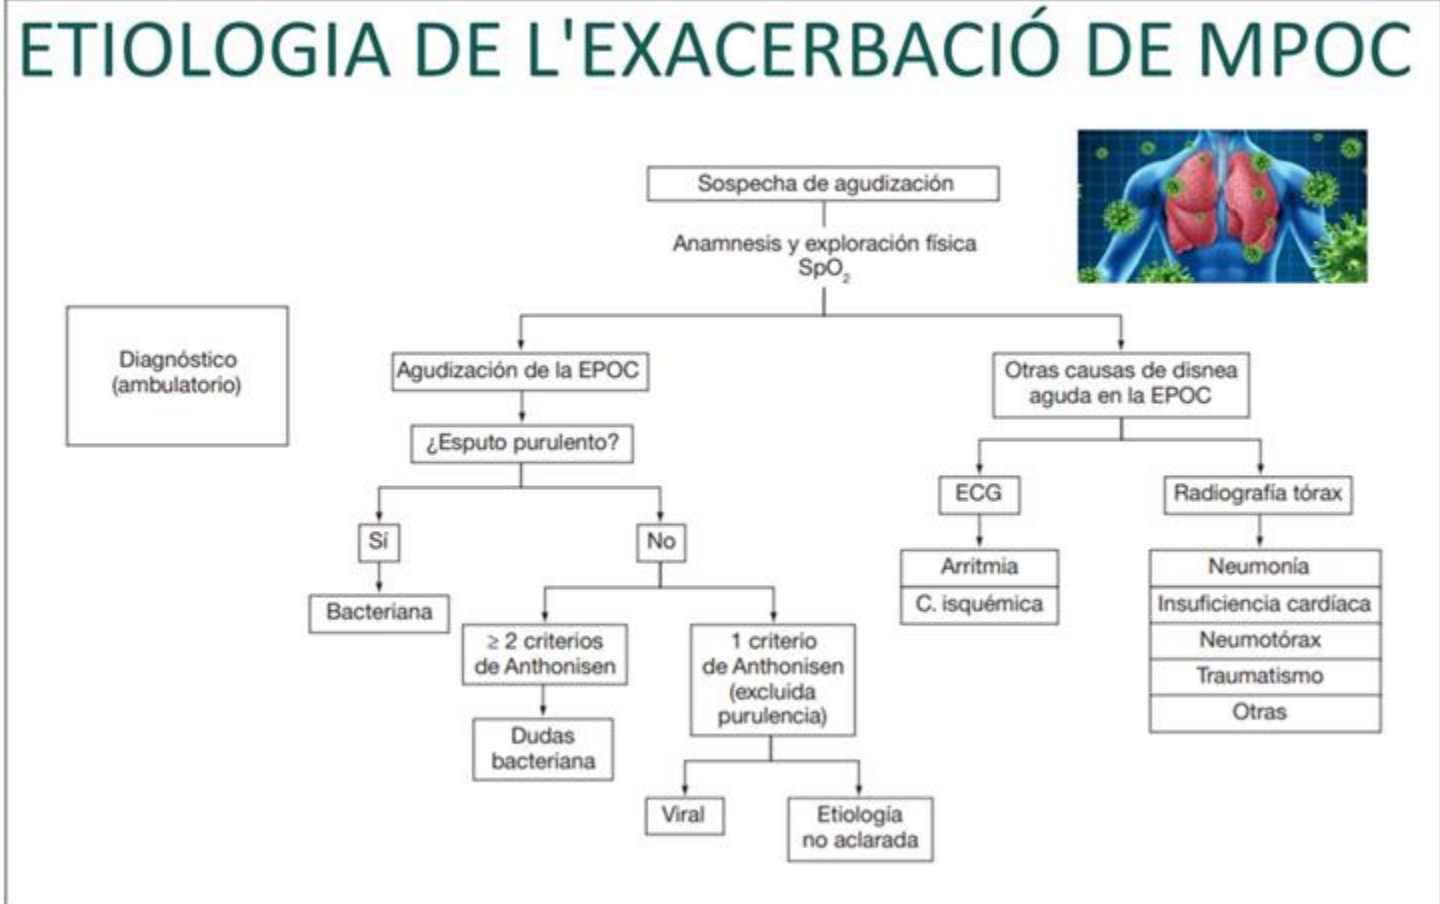 ETIOLOGIA DE L'EXACERBACIÓ DE MPOC
Sospecha de agudización
Anamnesis y exploración física
SpO₂
Diagnóstico
(ambulatorio)
Agudización de la EPOC
Otras causas de disnea
aguda en la EPOC
¿Esputo purulento?
ECG
Radiografía tórax
Sí
No
Arritmia
C. isquémica
Neumonía
Insuficiencia cardíaca
Neumotórax
Traumatismo
Otras
Bacteriana
≥ 2 criterios
de Anthonisen
1 criterio
de Anthonisen
(excluida
purulencia)
Dudas
bacteriana
Viral
Etiología
no aclarada